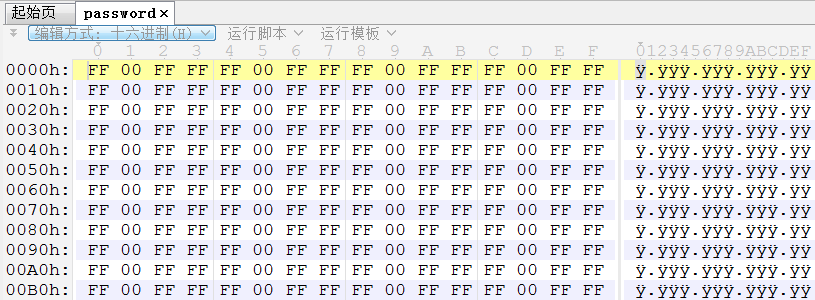 起始页 password ×
编辑方式: 十六进制(H) 运行脚本 运行模板
0 1 2 3 4 5 6 7 8 9 A B C D E F 0123456789ABCDEF
0000h: FF 00 FF FF FF 00 FF FF FF 00 FF FF FF 00 FF FF ÿ.ÿÿÿ.ÿÿÿ.ÿÿÿ.ÿÿ
0010h: FF 00 FF FF FF 00 FF FF FF 00 FF FF FF 00 FF FF ÿ.ÿÿÿ.ÿÿÿ.ÿÿÿ.ÿÿ
0020h: FF 00 FF FF FF 00 FF FF FF 00 FF FF FF 00 FF FF ÿ.ÿÿÿ.ÿÿÿ.ÿÿÿ.ÿÿ
0030h: FF 00 FF FF FF 00 FF FF FF 00 FF FF FF 00 FF FF ÿ.ÿÿÿ.ÿÿÿ.ÿÿÿ.ÿÿ
0040h: FF 00 FF FF FF 00 FF FF FF 00 FF FF FF 00 FF FF ÿ.ÿÿÿ.ÿÿÿ.ÿÿÿ.ÿÿ
0050h: FF 00 FF FF FF 00 FF FF FF 00 FF FF FF 00 FF FF ÿ.ÿÿÿ.ÿÿÿ.ÿÿÿ.ÿÿ
0060h: FF 00 FF FF FF 00 FF FF FF 00 FF FF FF 00 FF FF ÿ.ÿÿÿ.ÿÿÿ.ÿÿÿ.ÿÿ
0070h: FF 00 FF FF FF 00 FF FF FF 00 FF FF FF 00 FF FF ÿ.ÿÿÿ.ÿÿÿ.ÿÿÿ.ÿÿ
0080h: FF 00 FF FF FF 00 FF FF FF 00 FF FF FF 00 FF FF ÿ.ÿÿÿ.ÿÿÿ.ÿÿÿ.ÿÿ
0090h: FF 00 FF FF FF 00 FF FF FF 00 FF FF FF 00 FF FF ÿ.ÿÿÿ.ÿÿÿ.ÿÿÿ.ÿÿ
00A0h: FF 00 FF FF FF 00 FF FF FF 00 FF FF FF 00 FF FF ÿ.ÿÿÿ.ÿÿÿ.ÿÿÿ.ÿÿ
00B0h: FF 00 FF FF FF 00 FF FF FF 00 FF FF FF 00 FF FF ÿ.ÿÿÿ.ÿÿÿ.ÿÿÿ.ÿÿ